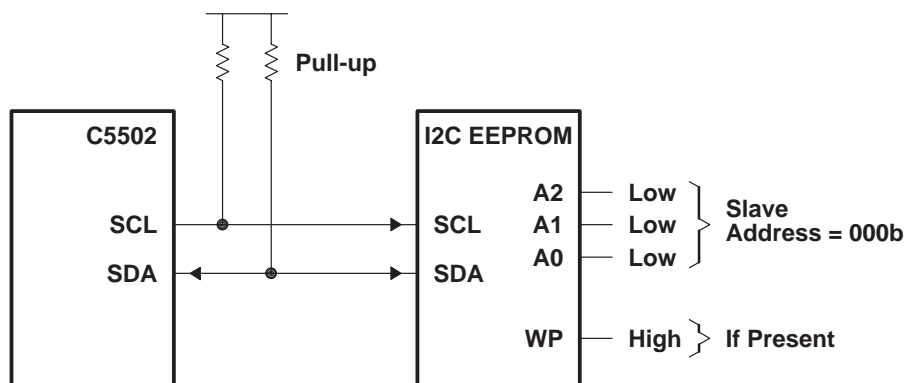 Pull-up
C5502
I2C EEPROM
A2 Low
SCL SCL A1 Low Slave
Address = 000b
SDA SDA A0 Low
WP High If Present